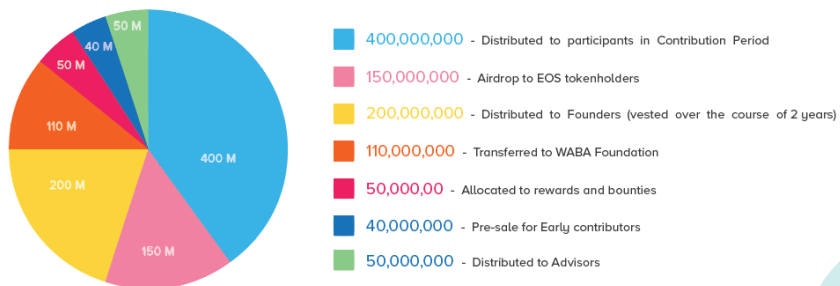 50 M
40 M
50 M
110 M
200 M
150 M
400 M
400,000,000 - Distributed to participants in Contribution Period
150,000,000 - Airdrop to EOS tokenholders
200,000,000 - Distributed to Founders (vested over the course of 2 years)
110,000,000 - Transferred to WABA Foundation
50,000,00 - Allocated to rewards and bounties
40,000,000 - Pre-sale for Early contributors
50,000,000 - Distributed to Advisors